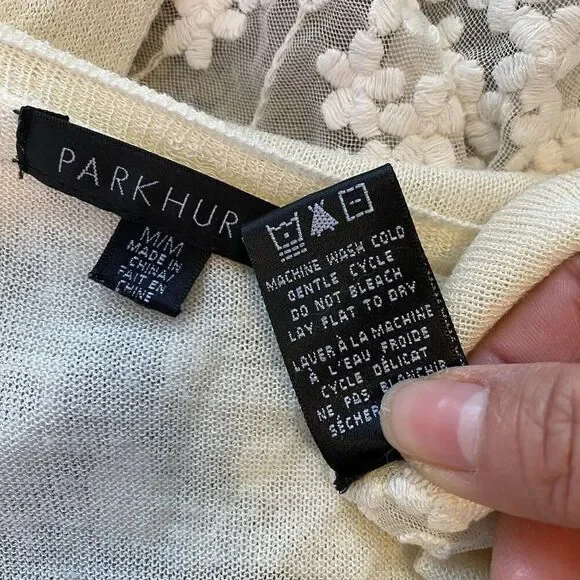 PARKHUR
M/M
MADE IN
CHINA/
FAIT EN
CHINE
MACHINE WASH COLD
GENTLE CYCLE
DO NOT BLEACH
LAY FLAT TO DRY
LAVER À LA MACHINE
À L'EAU FROIDE
CYCLE DÉLICAT
NE PAS BLANCHIR
SÉCHER